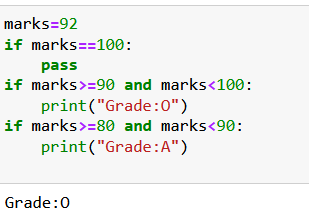 marks=92
if marks==100:
    pass
if marks>=90 and marks<100:
    print("Grade:O")
if marks>=80 and marks<90:
    print("Grade:A")
Grade:O